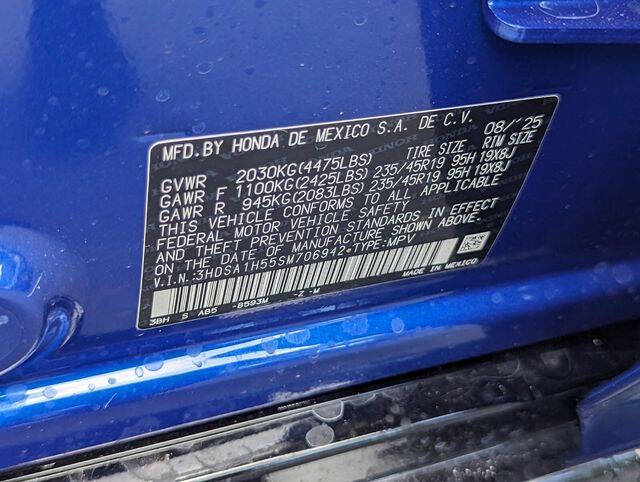 MFD.BY HONDA DE MEXICO S.A. DE C.V. 08/'25
GVWR 2030KG(4475LBS) TIRE SIZE RIM SIZE
GAWR F 1100KG(2425LBS) 235/45R19 95H 19X8J
GAWR R 945KG(2083LBS) 235/45R19 95H 19X8J
THIS VEHICLE CONFORMS TO ALL APPLICABLE
FEDERAL MOTOR VEHICLE SAFETY
AND THEFT PREVENTION STANDARDS IN EFFECT
ON THE DATE OF MANUFACTURE SHOWN ABOVE.
V.I.N.:3HDSA1H55SM706942•TYPE:MPV
MADE IN MEXICO
3BH S AB5 -B593M -Z -M